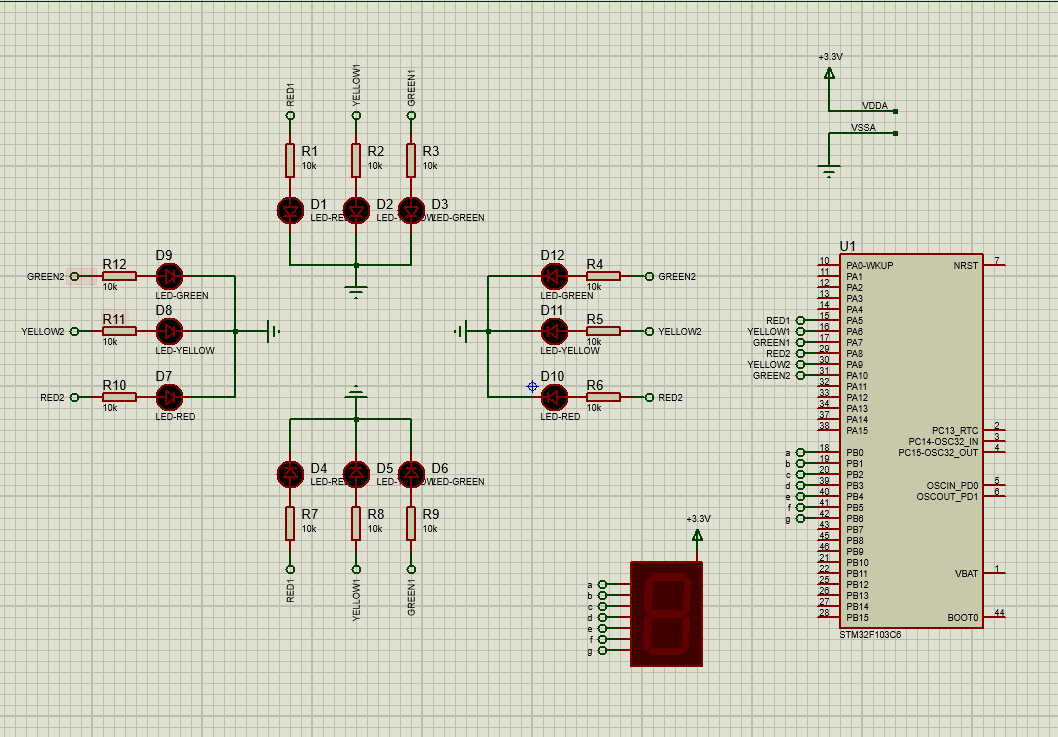 RED1
YELLOW1
GREEN1
R1
10k
R2
10k
R3
10k
D1
LED-RED
D2
LED-YELLOW
D3
LED-GREEN
GREEN2
R12
10k
D9
LED-GREEN
YELLOW2
R11
10k
D8
LED-YELLOW
RED2
R10
10k
D7
LED-RED
D12
LED-GREEN
R4
10k
GREEN2
D11
LED-YELLOW
R5
10k
YELLOW2
D10
LED-RED
R6
10k
RED2
D4
LED-RED
D5
LED-YELLOW
D6
LED-GREEN
R7
10k
R8
10k
R9
10k
RED1
YELLOW1
GREEN1
+3.3V
VDDA
VSSA
U1
10 PA0-WKUP
11 PA1
12 PA2
13 PA3
14 PA4
RED1 15 PA5
YELLOW1 16 PA6
GREEN1 17 PA7
RED2 29 PA8
YELLOW2 30 PA9
GREEN2 31 PA10
32 PA11
33 PA12
34 PA13
37 PA14
38 PA15
a 18 PB0
b 19 PB1
c 20 PB2
d 39 PB3
e 40 PB4
f 41 PB5
g 42 PB6
43 PB7
45 PB8
46 PB9
21 PB10
22 PB11
25 PB12
26 PB13
27 PB14
28 PB15
NRST 7
PC13_RTC 2
PC14-OSC32_IN 3
PC15-OSC32_OUT 4
OSCIN_PD0 5
OSCOUT_PD1 6
VBAT 1
BOOT0 44
STM32F103C6
+3.3V
a
b
c
d
e
f
g